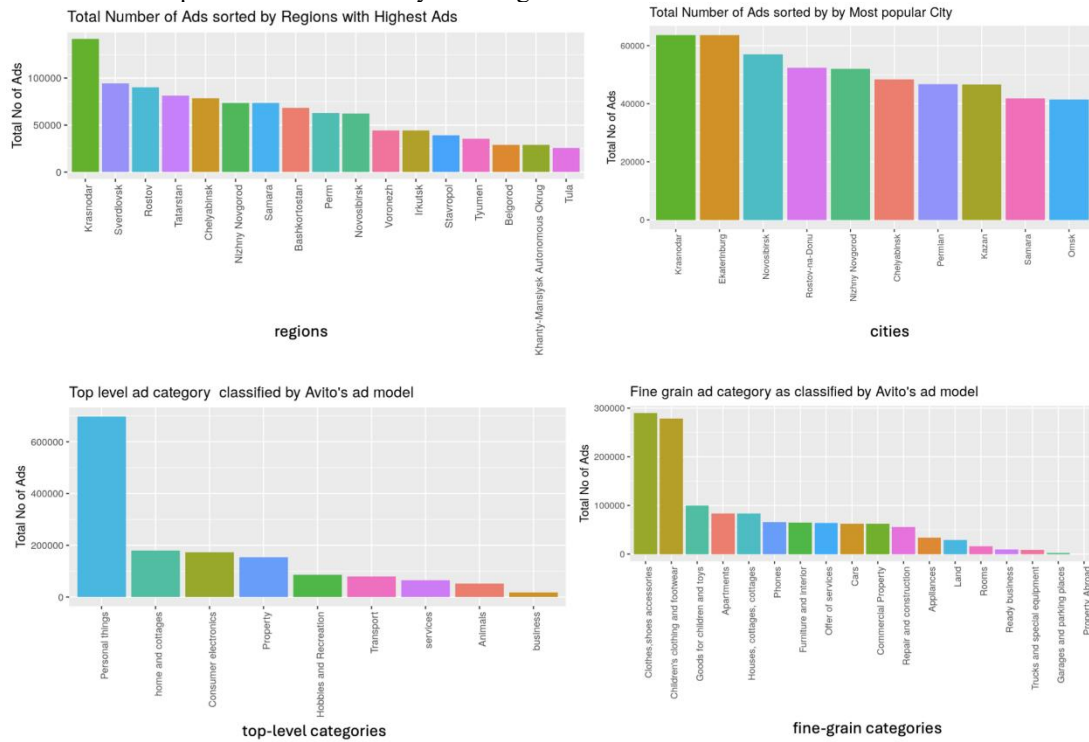 Total Number of Ads sorted by Regions with Highest Ads
Total No of Ads
100000
50000
0
Krasnodar
Sverdlovsk
Rostov
Tatarstan
Chelyabinsk
Nizhny Novgorod
Samara
Bashkortostan
Perm
Novosibirsk
Voronezh
Irkutsk
Stavropol
Tyumen
Belgorod
Khanty-Mansiysk Autonomous Okrug
Tula
regions
Total Number of Ads sorted by by Most popular City
Total No of Ads
60000
40000
20000
0
Krasnodar
Ekaterinburg
Novosibirsk
Rostov-na-Donu
Nizhny Novgorod
Chelyabinsk
Permian
Kazan
Samara
Omsk
cities
Top level ad category classified by Avito's ad model
Total No of Ads
600000
400000
200000
0
Personal things
home and cottages
Consumer electronics
Property
Hobbies and Recreation
Transport
services
Animals
business
top-level categories
Fine grain ad category as classified by Avito's ad model
Total No of Ads
300000
200000
100000
0
Clothes,shoes accessories
Children's clothing and footwear
Goods for children and toys
Apartments
Houses, cottages, cottages
Phones
Furniture and interior
Offer of services
Cars
Commercial Property
Repair and construction
Appliances
Land
Rooms
Ready business
Trucks and special equipment
Garages and parking places
Property Abroad
fine-grain categories